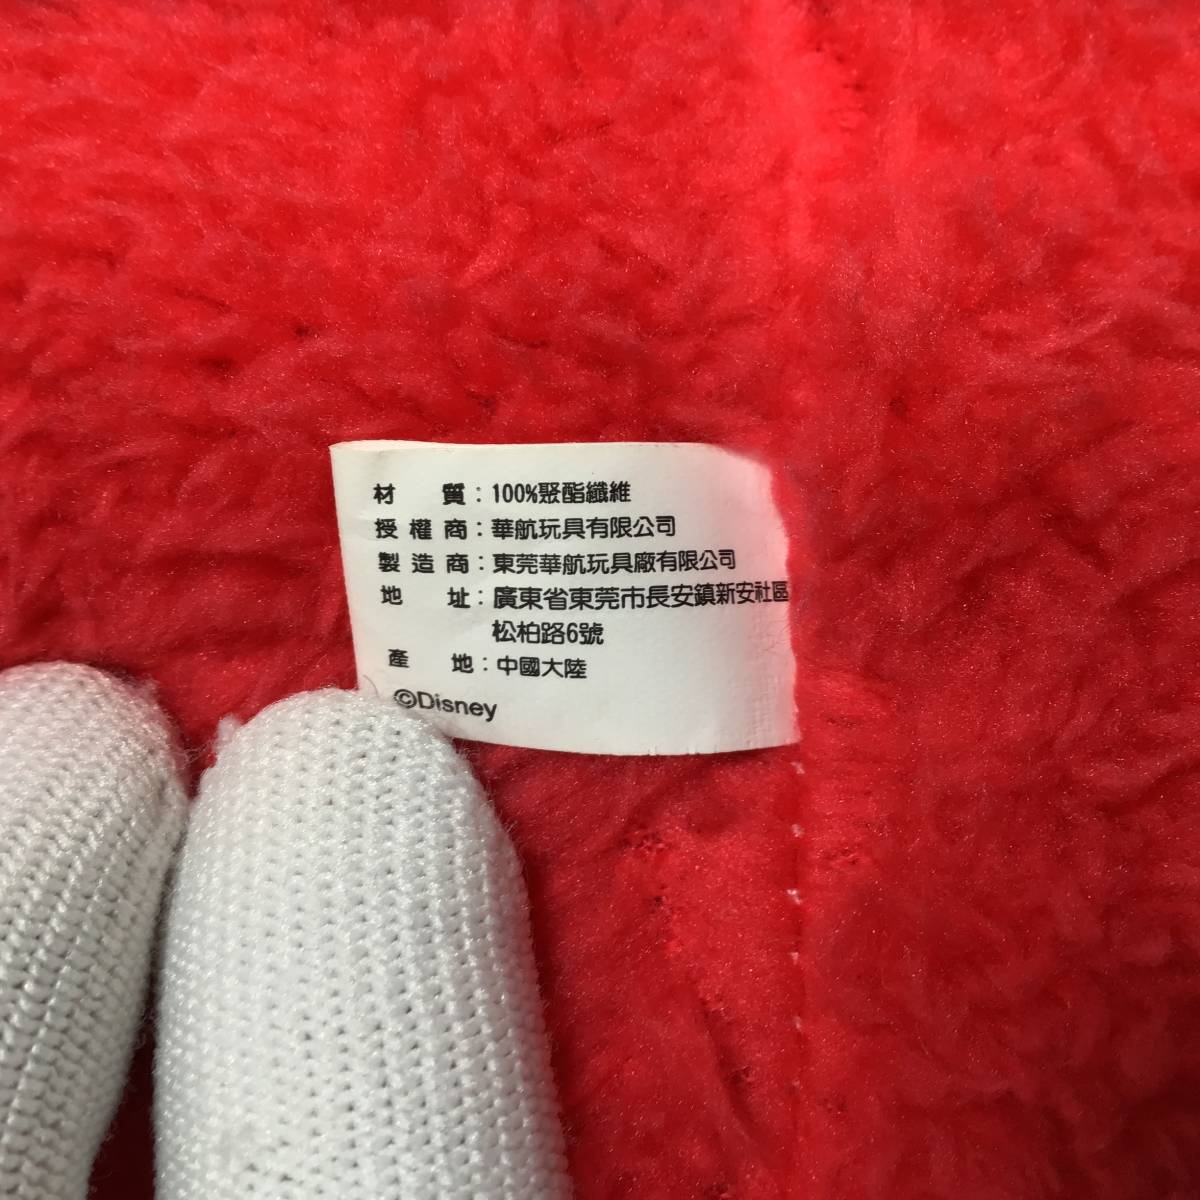 材 質：100%聚酯纖維
授權商：華航玩具有限公司
製造商：東莞華航玩具廠有限公司
地 址：廣東省東莞市長安鎮新安社區
松柏路6號
產 地：中國大陸
©Disney